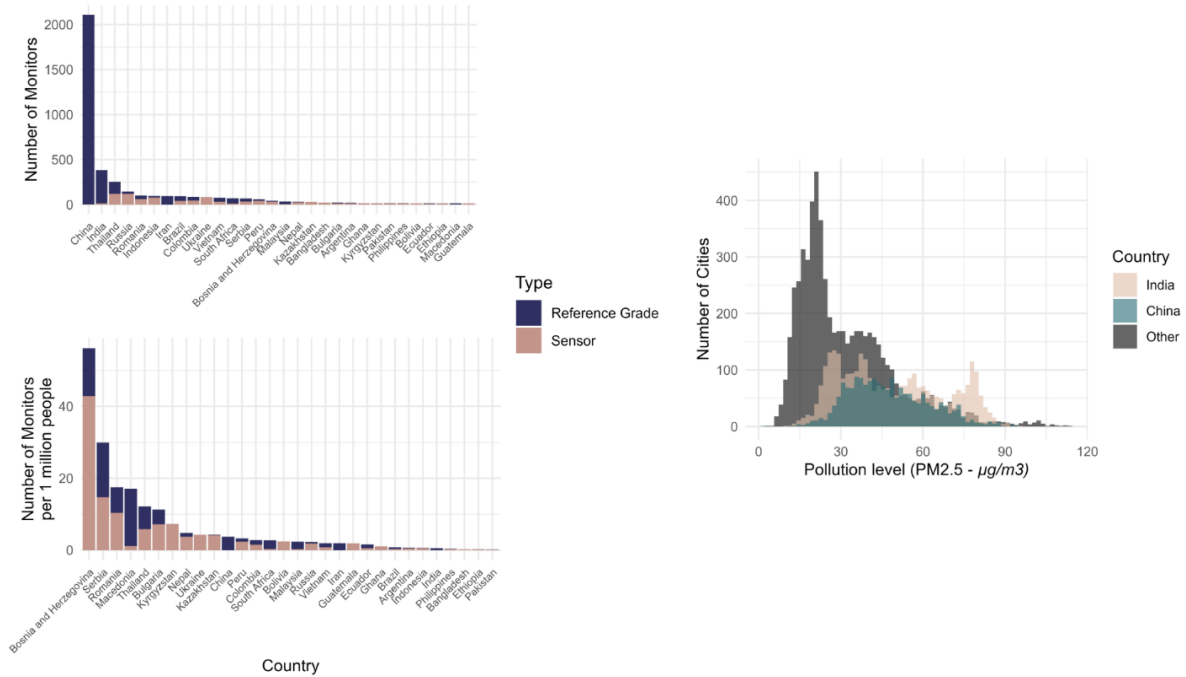 2000
1500
1000
500
0
Number of Monitors
China
India
Thailand
Russia
Romania
Indonesia
Iran
Brazil
Colombia
Ukraine
Vietnam
South Africa
Serbia
Peru
Bosnia and Herzegovina
Malaysia
Nepal
Kazakhstan
Bangladesh
Bulgaria
Argentina
Ghana
Kyrgyzstan
Pakistan
Philippines
Bolivia
Ecuador
Ethiopia
Macedonia
Guatemala
Type
Reference Grade
Sensor
40
20
0
Number of Monitors
per 1 million people
Bosnia and Herzegovina
Serbia
Romania
Macedonia
Thailand
Bulgaria
Kyrgyzstan
Nepal
Ukraine
Kazakhstan
China
Peru
Colombia
South Africa
Bolivia
Malaysia
Russia
Vietnam
Iran
Guatemala
Ecuador
Ghana
Brazil
Argentina
Indonesia
India
Philippines
Bangladesh
Ethiopia
Pakistan
Country
400
300
200
100
0
Number of Cities
0
30
60
90
120
Pollution level (PM2.5 - μg/m3)
Country
India
China
Other